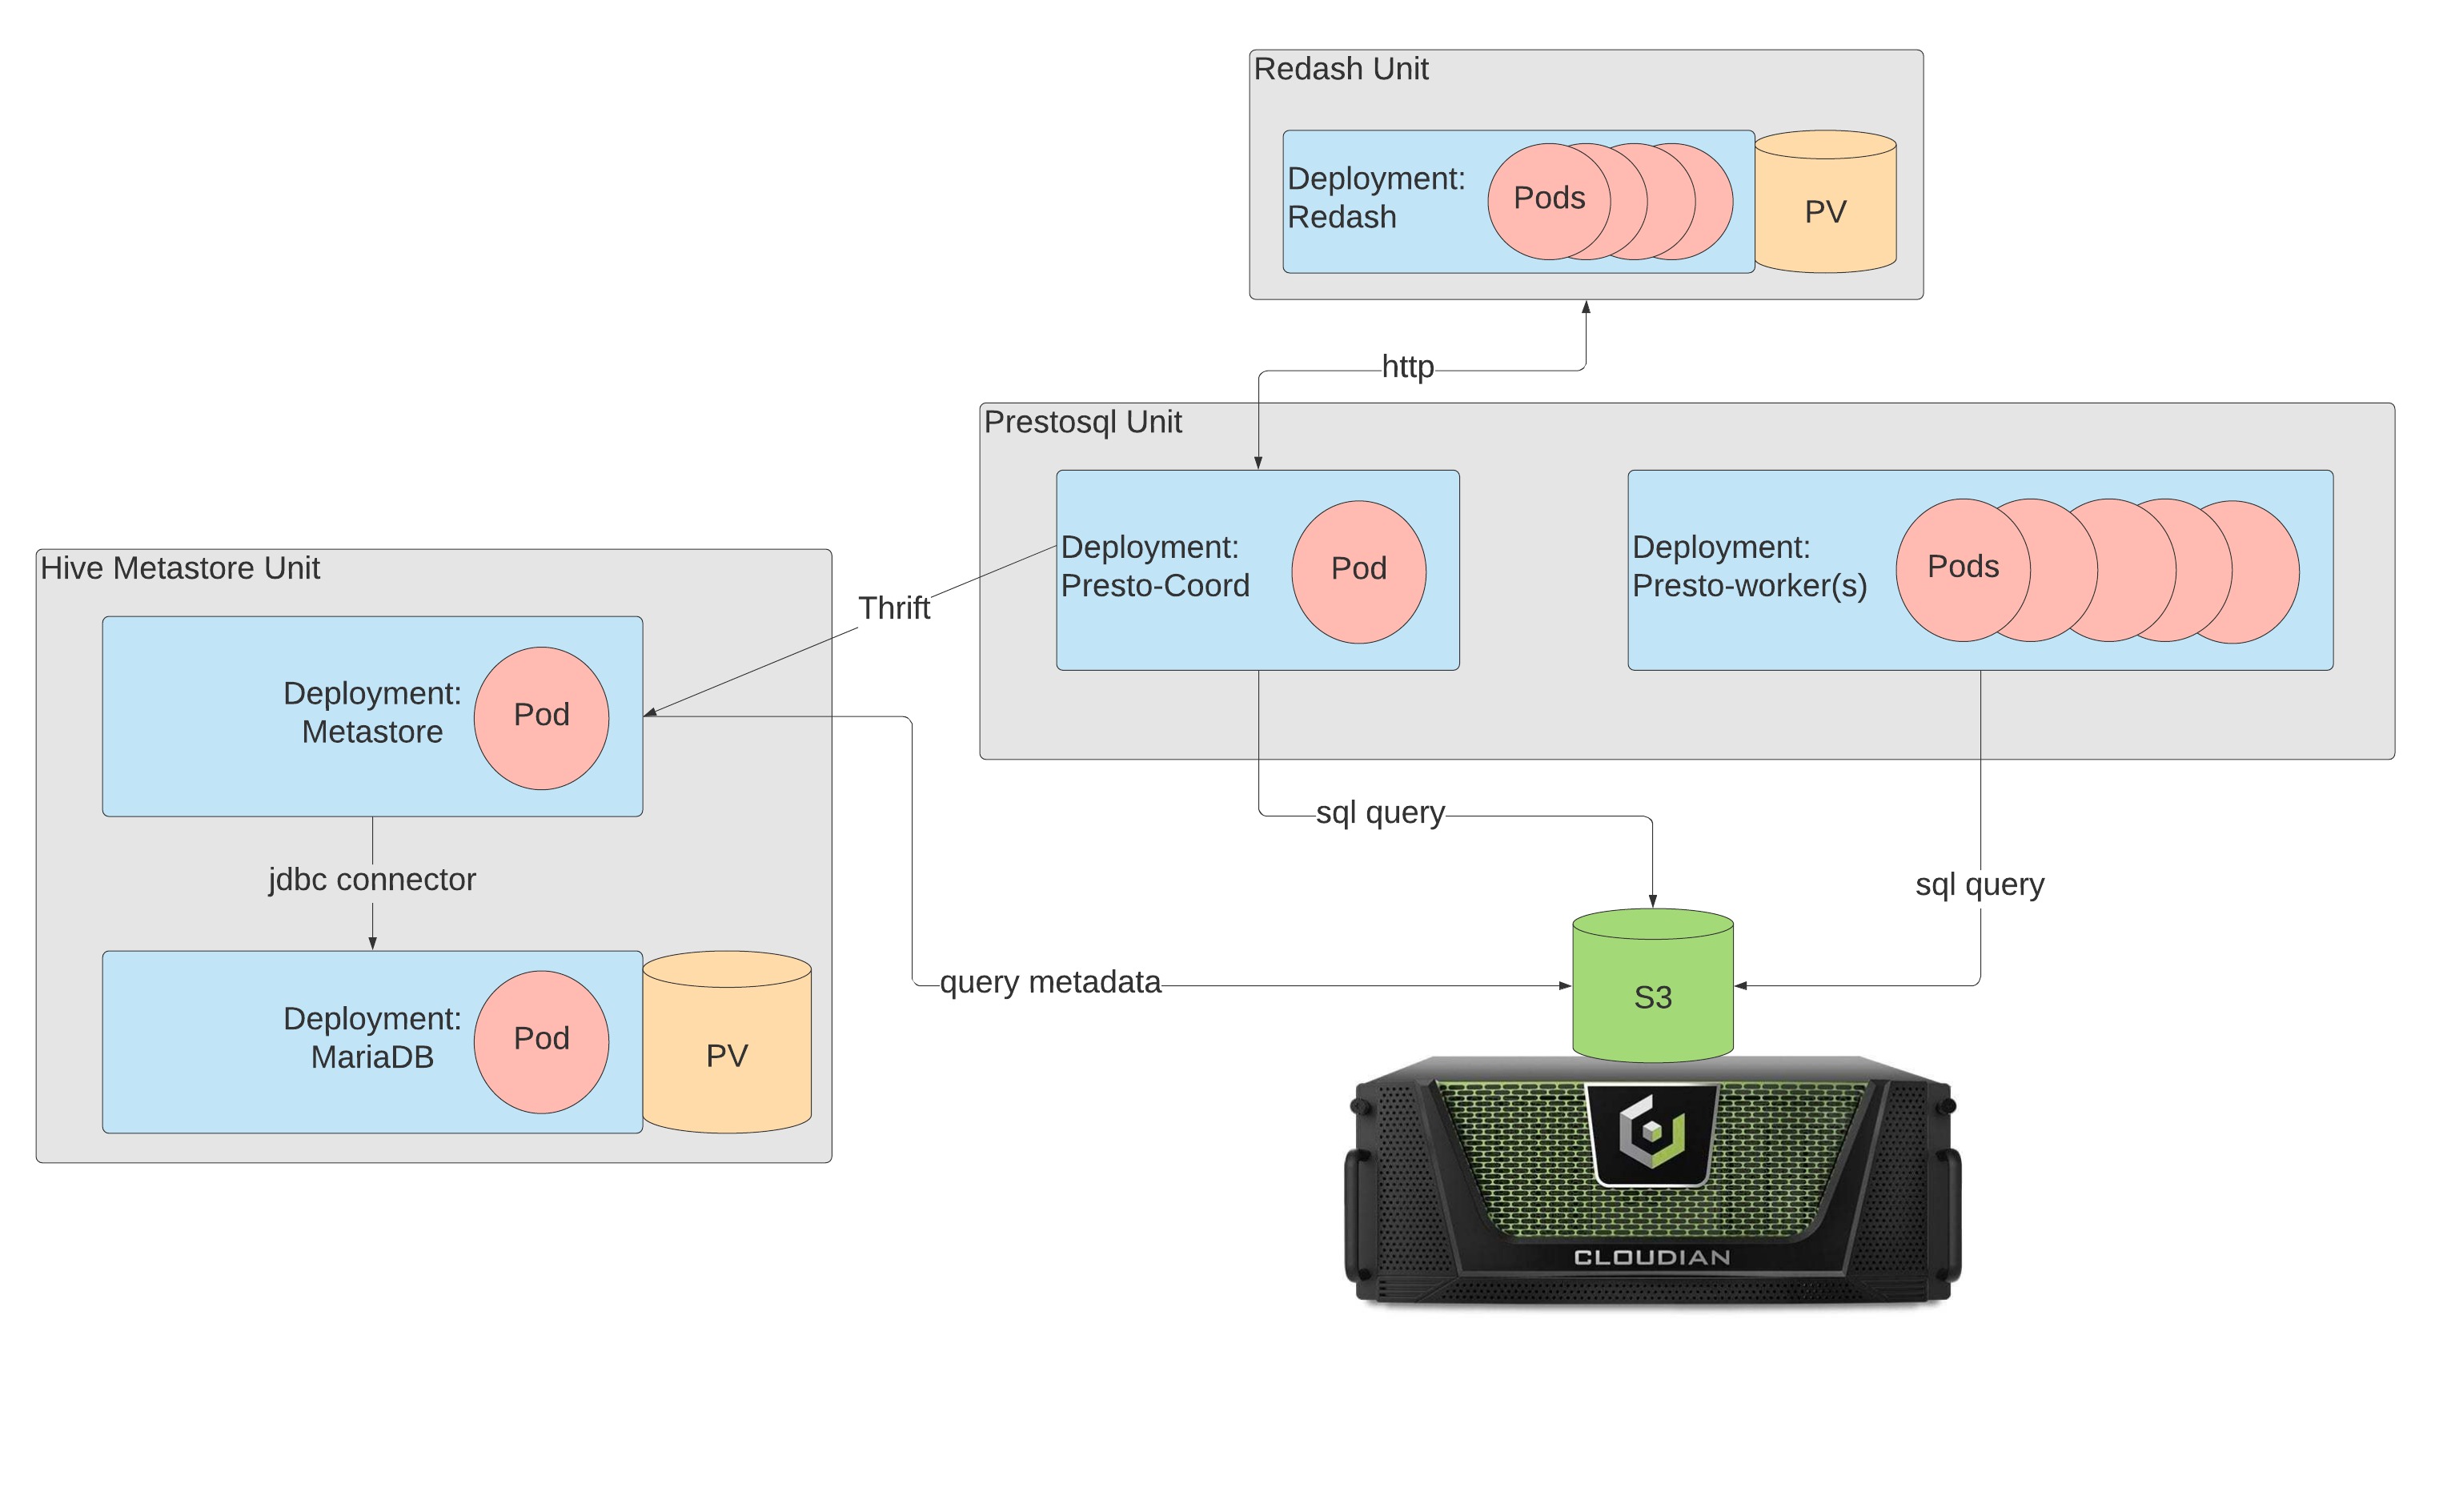 Redash Unit
Deployment:
Redash
Pods
PV
http
Prestosql Unit
Deployment:
Presto-Coord
Pod
Deployment:
Presto-worker(s)
Pods
Thrift
Hive Metastore Unit
Deployment:
Metastore
Pod
jdbc connector
Deployment:
MariaDB
Pod
PV
sql query
sql query
query metadata
S3
CLOUDIAN